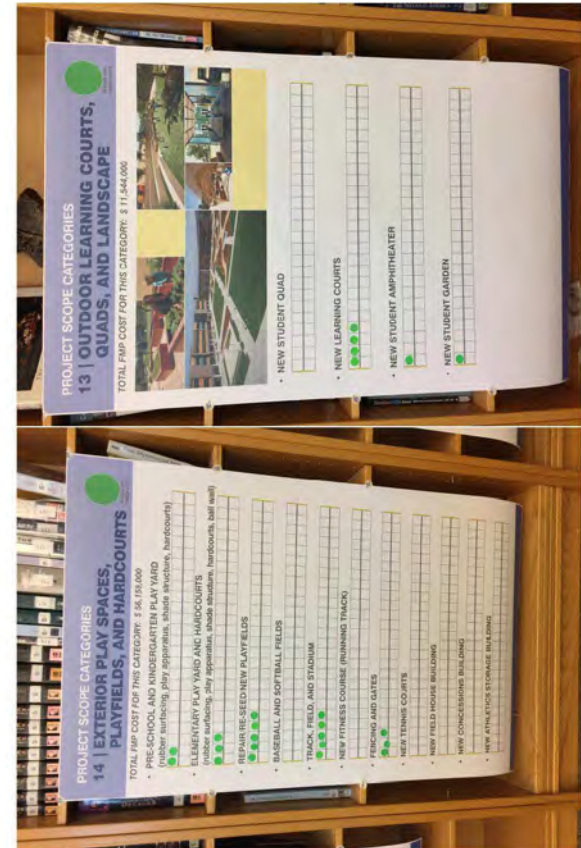 PROJECT SCOPE CATEGORIES
13 | OUTDOOR LEARNING COURTS,
QUADS, AND LANDSCAPE
TOTAL FMP COST FOR THIS CATEGORY: $ 11,544,000
• NEW STUDENT QUAD
• NEW LEARNING COURTS
• NEW STUDENT AMPHITHEATER
• NEW STUDENT GARDEN
PROJECT SCOPE CATEGORIES
14 | EXTERIOR PLAY SPACES,
PLAYFIELDS, AND HARDCOURTS
TOTAL FMP COST FOR THIS CATEGORY: $ 56,158,000
• PRE-SCHOOL AND KINDERGARTEN PLAY YARD
(rubber surfacing, play apparatus, shade structure, hardcourts)
• ELEMENTARY PLAY YARD AND HARDCOURTS
(rubber surfacing, play apparatus, shade structure, hardcourts, ball wall)
• REPAIR/RE-SEED/NEW PLAYFIELDS
• BASEBALL AND SOFTBALL FIELDS
• TRACK, FIELD, AND STADIUM
• NEW FITNESS COURSE (RUNNING TRACK)
• FENCING AND GATES
• NEW TENNIS COURTS
• NEW FIELD HOUSE BUILDING
• NEW CONCESSIONS BUILDING
• NEW ATHLETICS STORAGE BUILDING